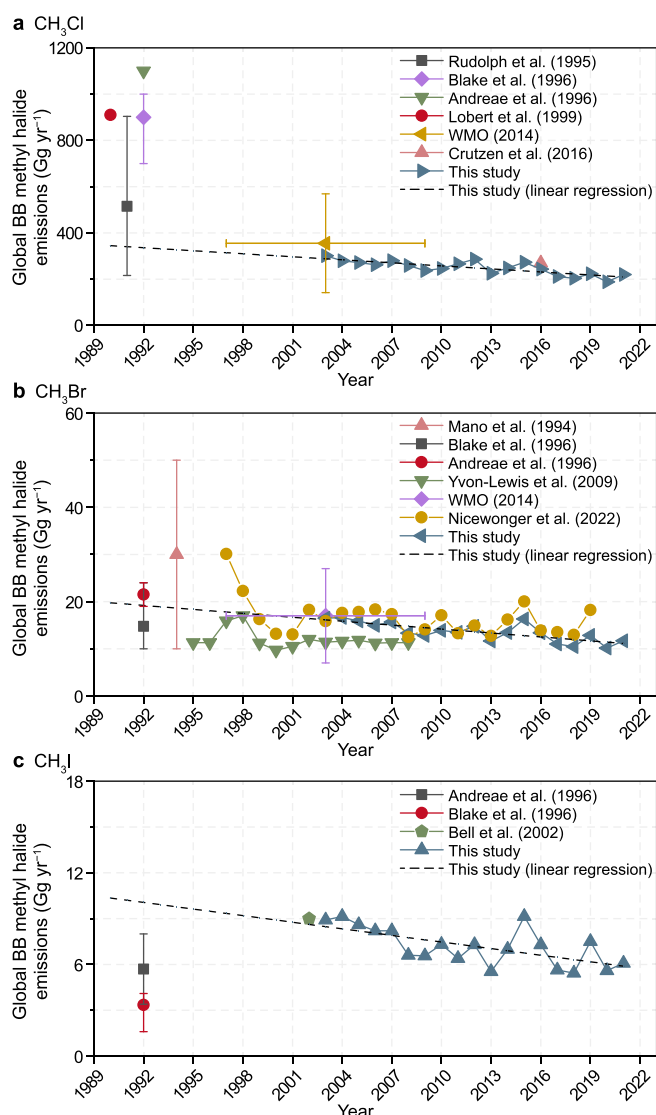 a CH₃Cl
Global BB methyl halide
emissions (Gg yr⁻¹)
1200
800
400
0
Rudolph et al. (1995)
Blake et al. (1996)
Andreae et al. (1996)
Lobert et al. (1999)
WMO (2014)
Crutzen et al. (2016)
This study
This study (linear regression)
1989 1992 1995 1998 2001 2004 2007 2010 2013 2016 2019 2022
Year
b CH₃Br
Global BB methyl halide
emissions (Gg yr⁻¹)
60
40
20
0
Mano et al. (1994)
Blake et al. (1996)
Andreae et al. (1996)
Yvon-Lewis et al. (2009)
WMO (2014)
Nicewonger et al. (2022)
This study
This study (linear regression)
1989 1992 1995 1998 2001 2004 2007 2010 2013 2016 2019 2022
Year
c CH₃I
Global BB methyl halide
emissions (Gg yr⁻¹)
18
12
6
0
Andreae et al. (1996)
Blake et al. (1996)
Bell et al. (2002)
This study
This study (linear regression)
1989 1992 1995 1998 2001 2004 2007 2010 2013 2016 2019 2022
Year